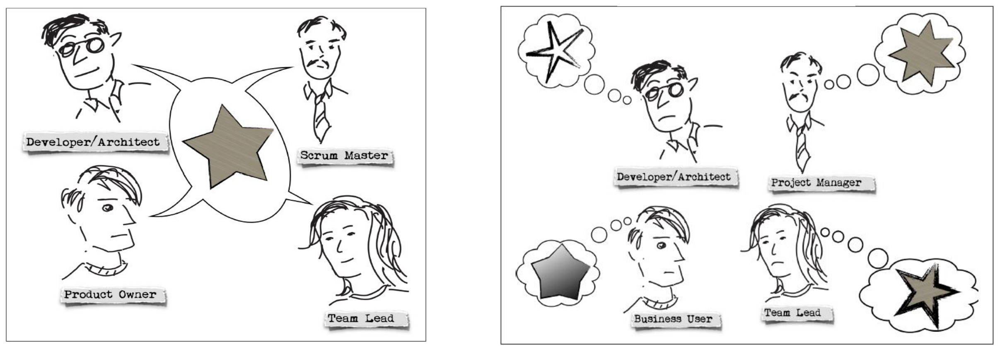 Developer/Architect
Scrum Master
Product Owner
Team Lead
Developer/Architect
Project Manager
Business User
Team Lead